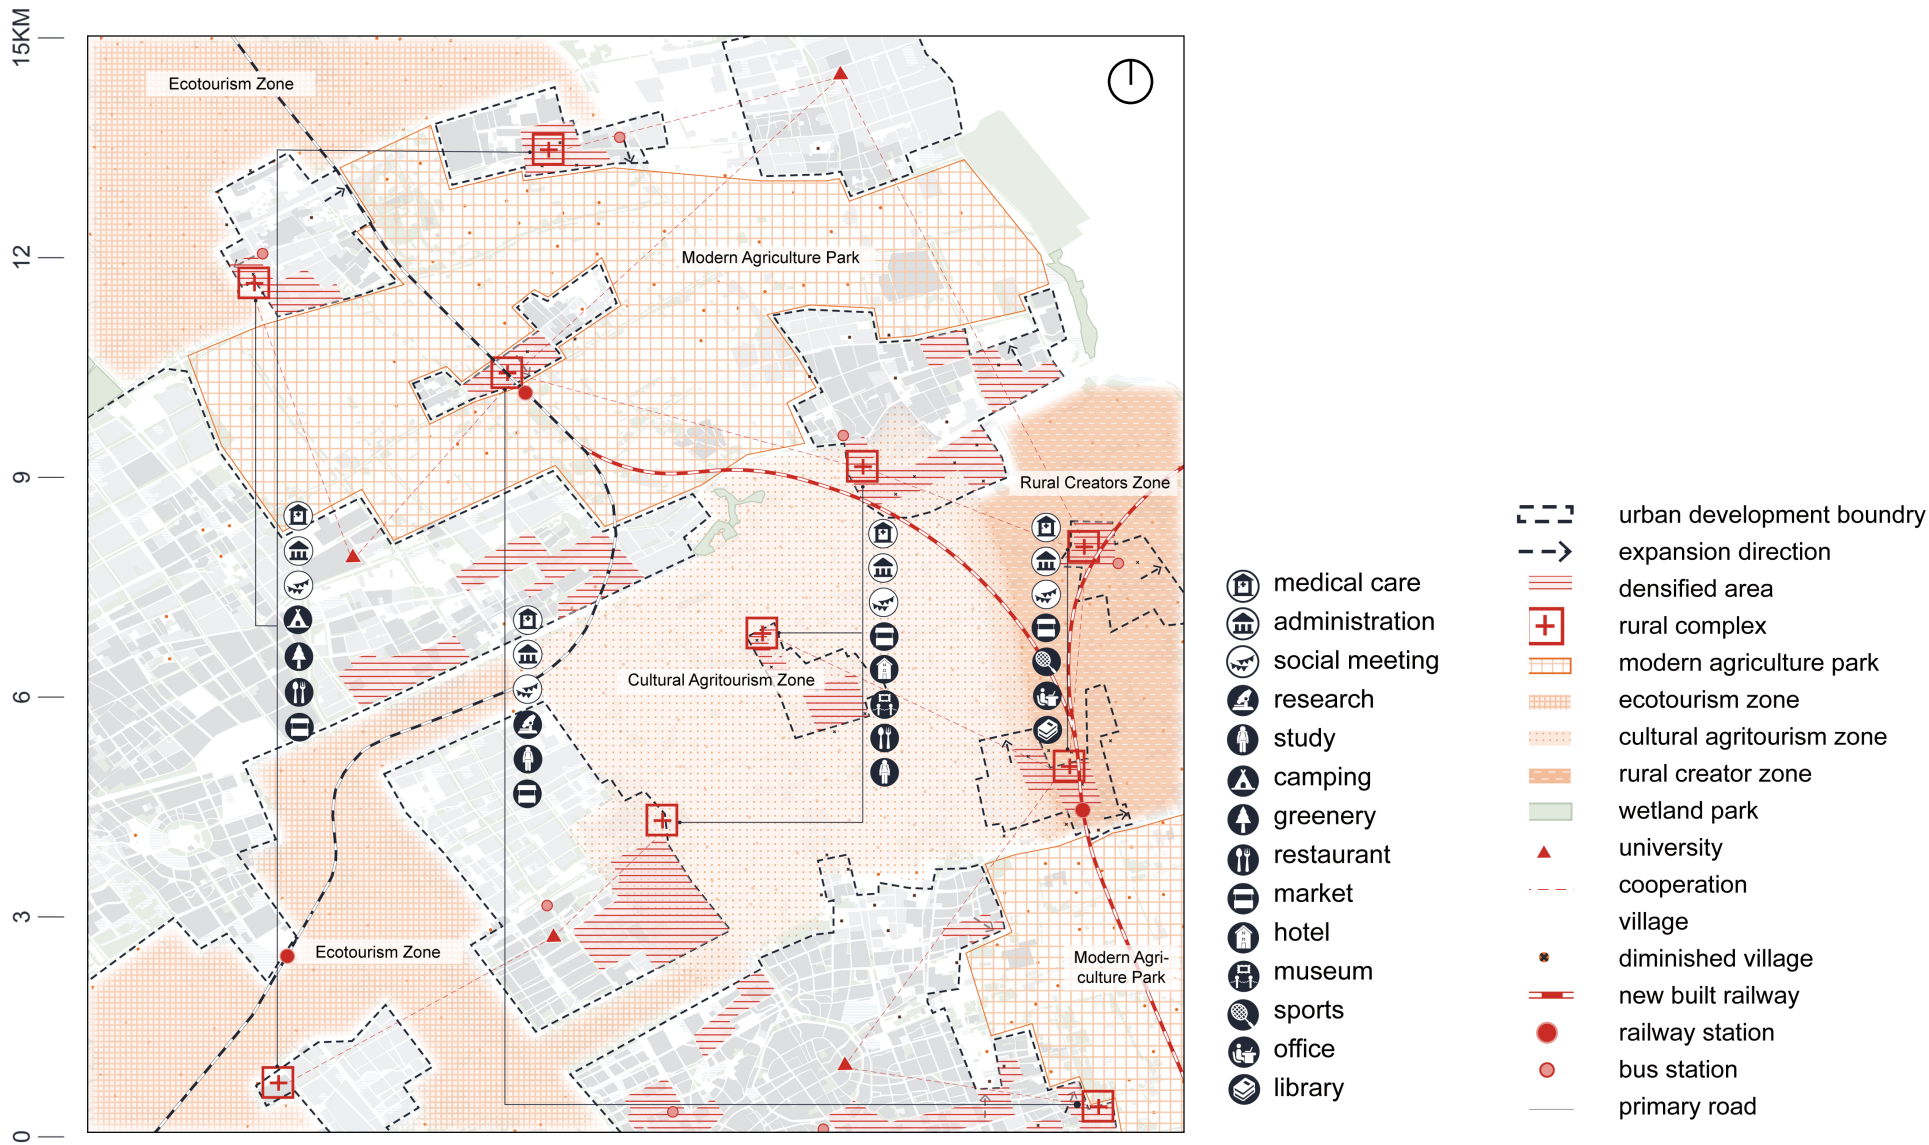 15KM
12
9
6
3
0
Ecotourism Zone
Modern Agriculture Park
Rural Creators Zone
Cultural Agritourism Zone
Ecotourism Zone
Modern Agri-
culture Park
medical care
administration
social meeting
research
study
camping
greenery
restaurant
market
hotel
museum
sports
office
library
urban development boundry
expansion direction
densified area
rural complex
modern agriculture park
ecotourism zone
cultural agritourism zone
rural creator zone
wetland park
university
cooperation
village
diminished village
new built railway
railway station
bus station
primary road